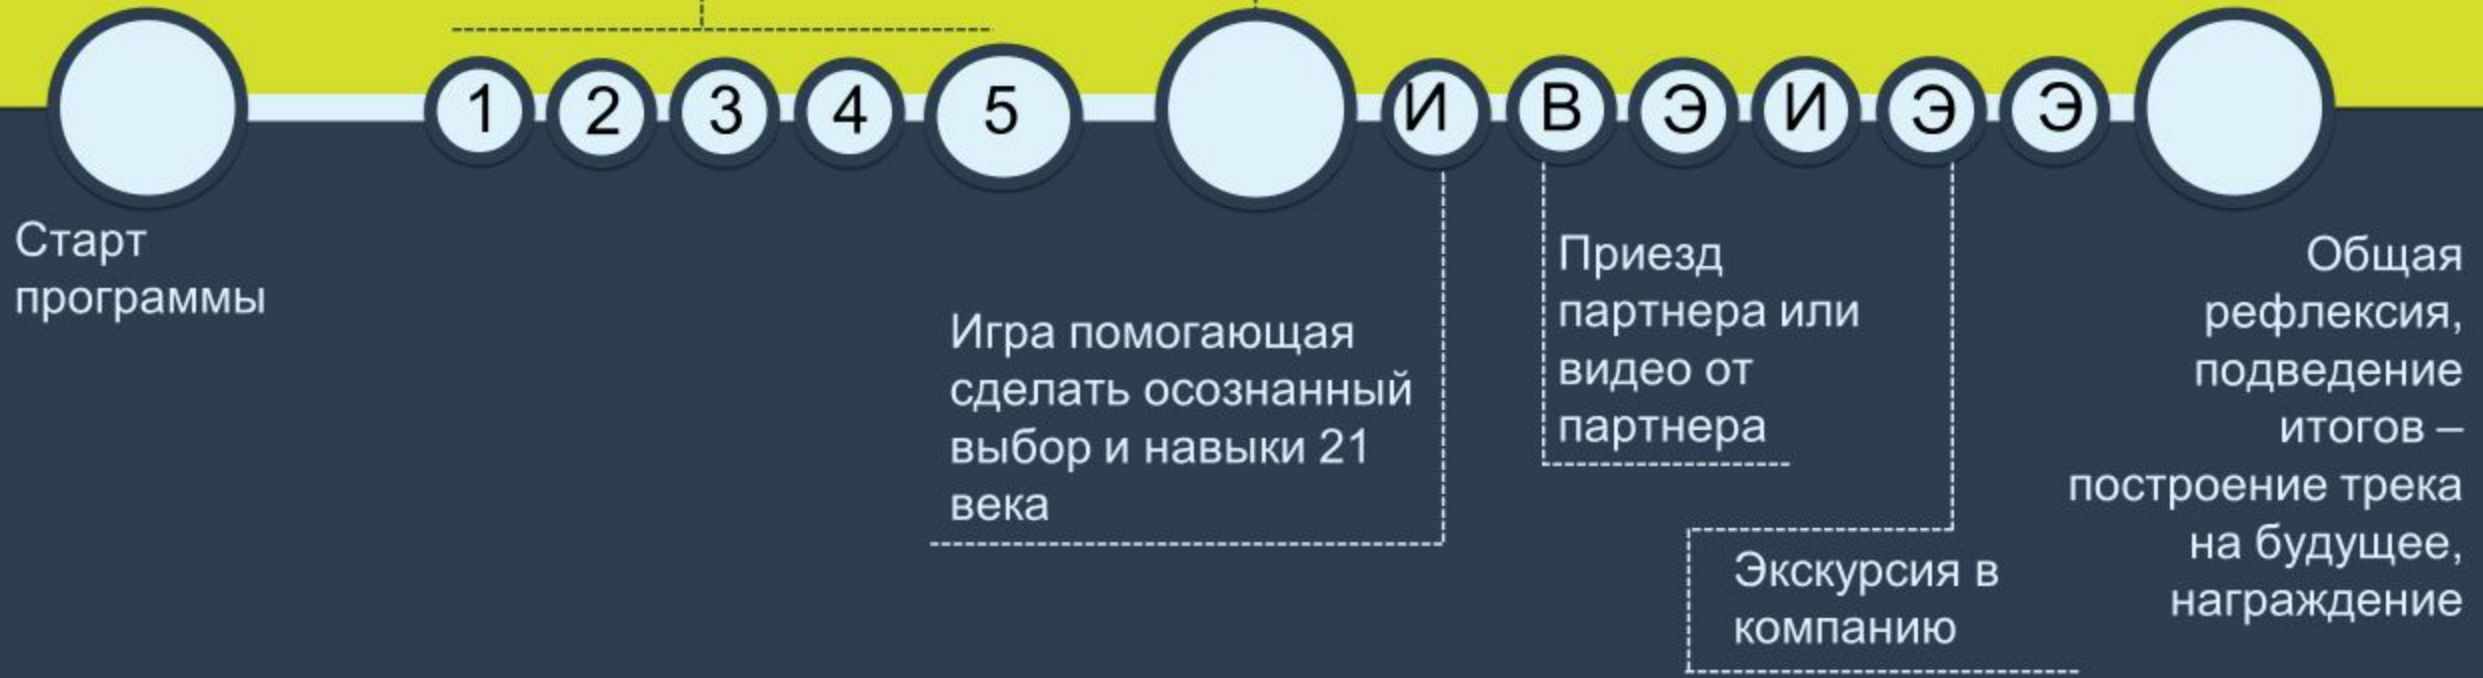 1 2 3 4 5 И В Э И Э Э
Старт
программы
Игра помогающая
сделать осознанный
выбор и навыки 21
века
Приезд
партнера или
видео от
партнера
Экскурсия в
компанию
Общая
рефлексия,
подведение
итогов –
построение трека
на будущее,
награждение